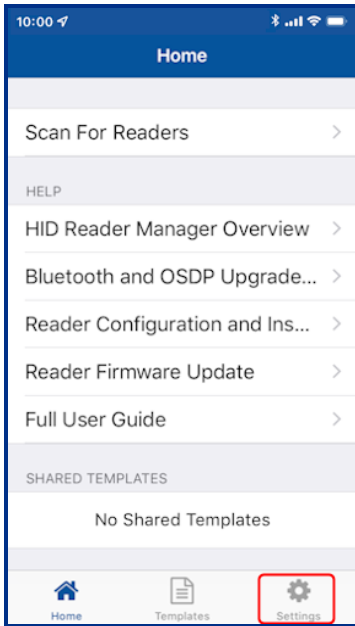 10:00
Home
Scan For Readers
HELP
HID Reader Manager Overview
Bluetooth and OSDP Upgrade...
Reader Configuration and Ins...
Reader Firmware Update
Full User Guide
SHARED TEMPLATES
No Shared Templates
Home Templates Settings